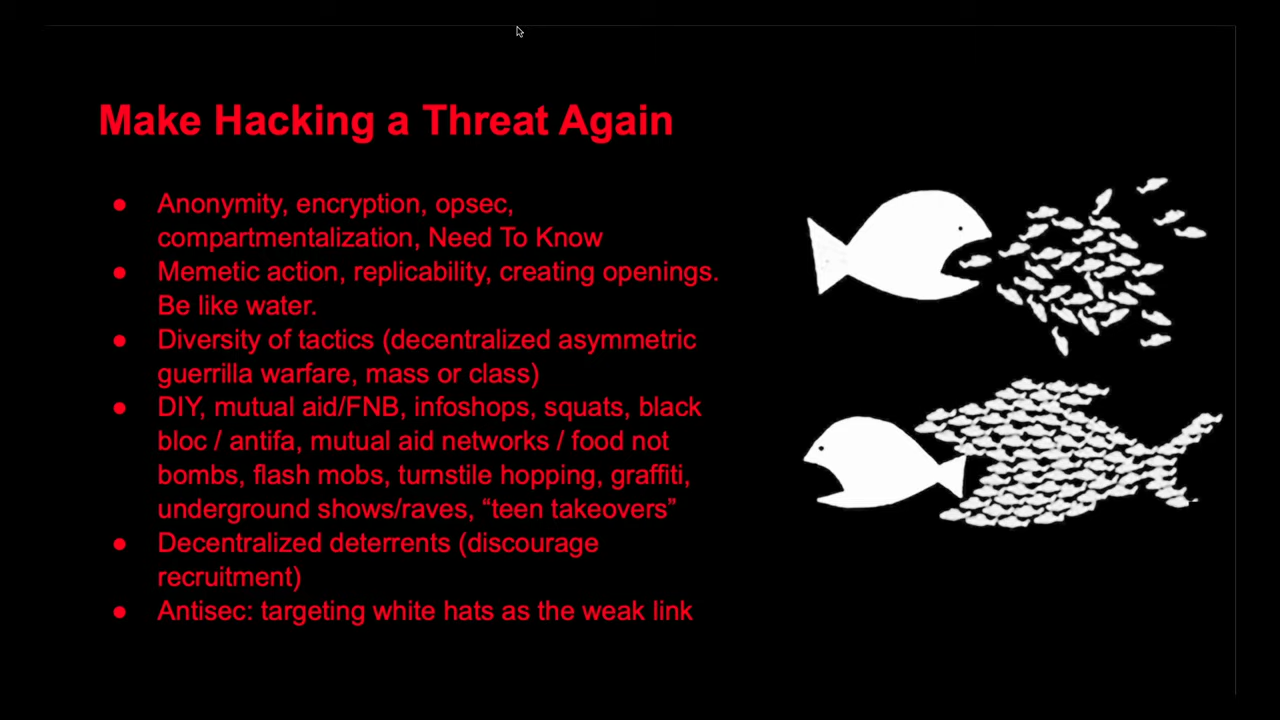 Make Hacking a Threat Again
● Anonymity, encryption, opsec,
compartmentalization, Need To Know
● Memetic action, replicability, creating openings.
Be like water.
● Diversity of tactics (decentralized asymmetric
guerrilla warfare, mass or class)
● DIY, mutual aid/FNB, infoshops, squats, black
bloc / antifa, mutual aid networks / food not
bombs, flash mobs, turnstile hopping, graffiti,
underground shows/raves, “teen takeovers”
● Decentralized deterrents (discourage
recruitment)
● Antisec: targeting white hats as the weak link